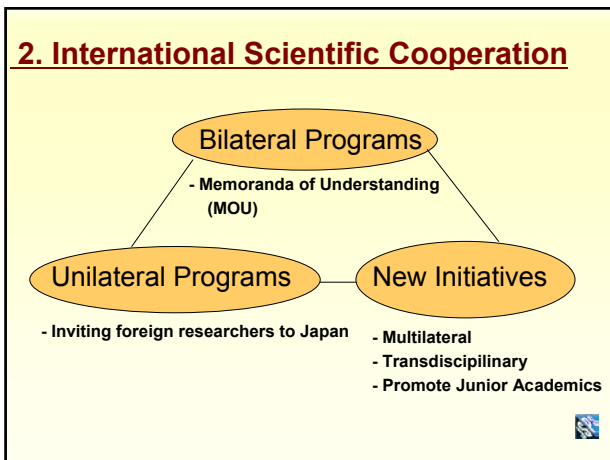 2. International Scientific Cooperation
Bilateral Programs
- Memoranda of Understanding
(MOU)
Unilateral Programs
- Inviting foreign researchers to Japan
New Initiatives
- Multilateral
- Transdiscipilinary
- Promote Junior Academics